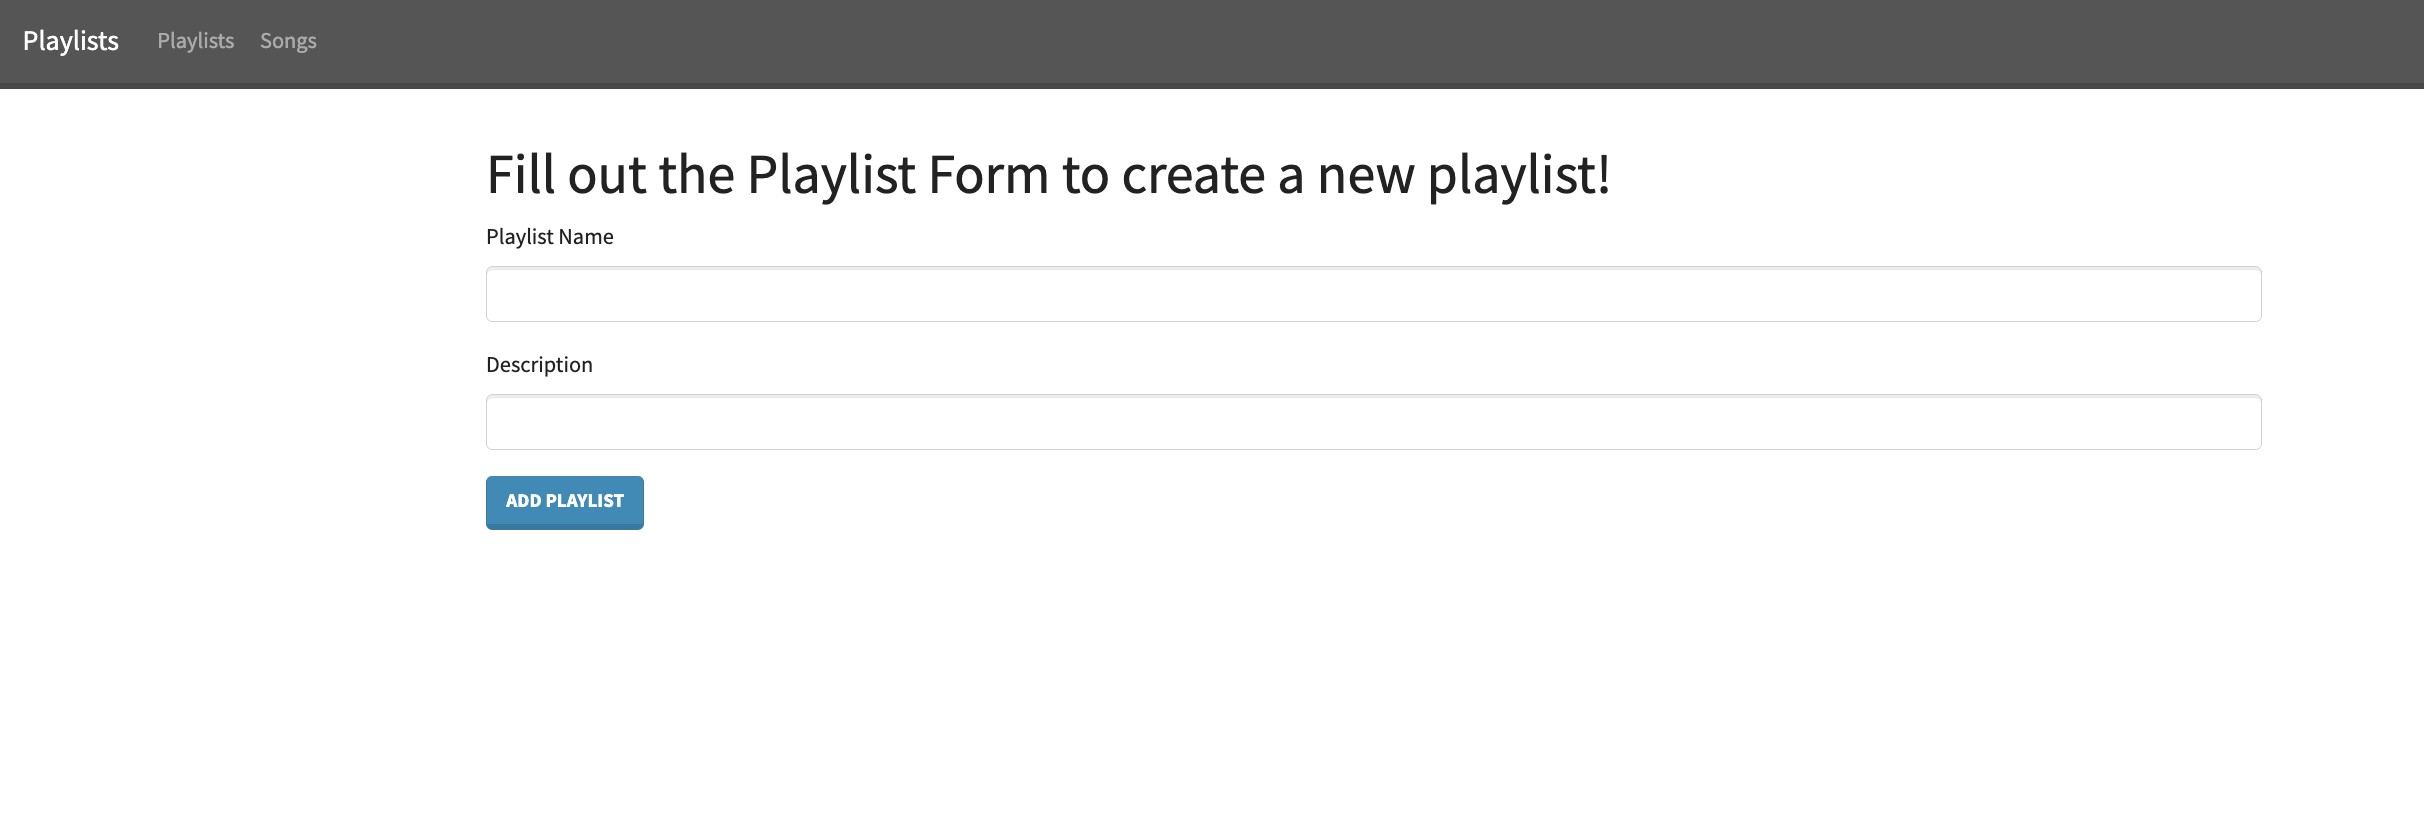 Playlists Playlists Songs
Fill out the Playlist Form to create a new playlist!
Playlist Name
Description
ADD PLAYLIST